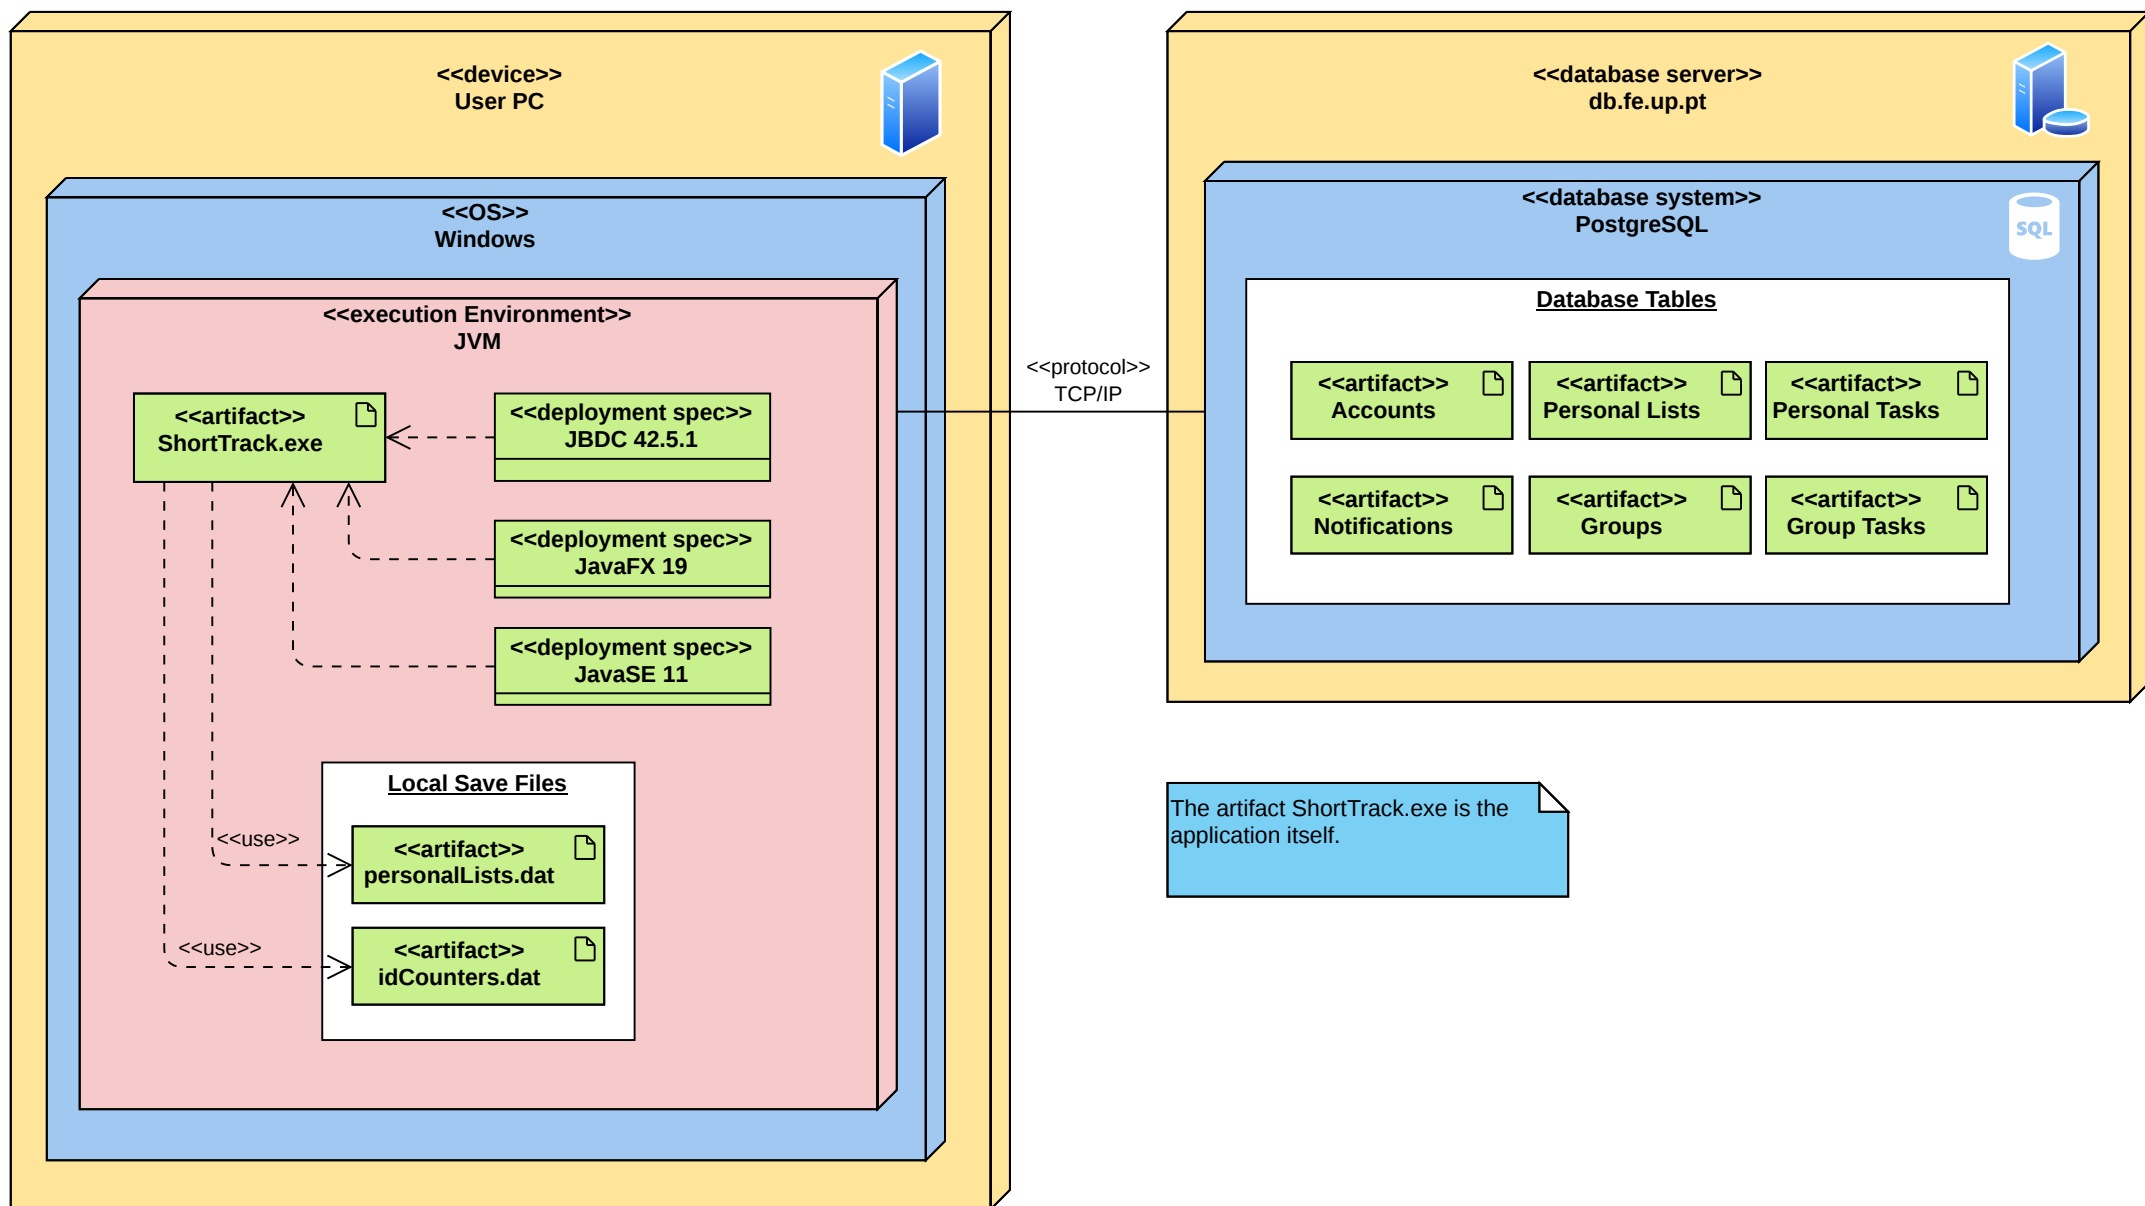 <<device>>
User PC
<<OS>>
Windows
<<execution Environment>>
JVM
<<artifact>>
ShortTrack.exe
<<deployment spec>>
JBDC 42.5.1
<<deployment spec>>
JavaFX 19
<<deployment spec>>
JavaSE 11
Local Save Files
<<use>>
<<artifact>>
personalLists.dat
<<use>>
<<artifact>>
idCounters.dat
<<protocol>>
TCP/IP
<<database server>>
db.fe.up.pt
<<database system>>
PostgreSQL
SQL
Database Tables
<<artifact>>
Accounts
<<artifact>>
Personal Lists
<<artifact>>
Personal Tasks
<<artifact>>
Notifications
<<artifact>>
Groups
<<artifact>>
Group Tasks
The artifact ShortTrack.exe is the
application itself.